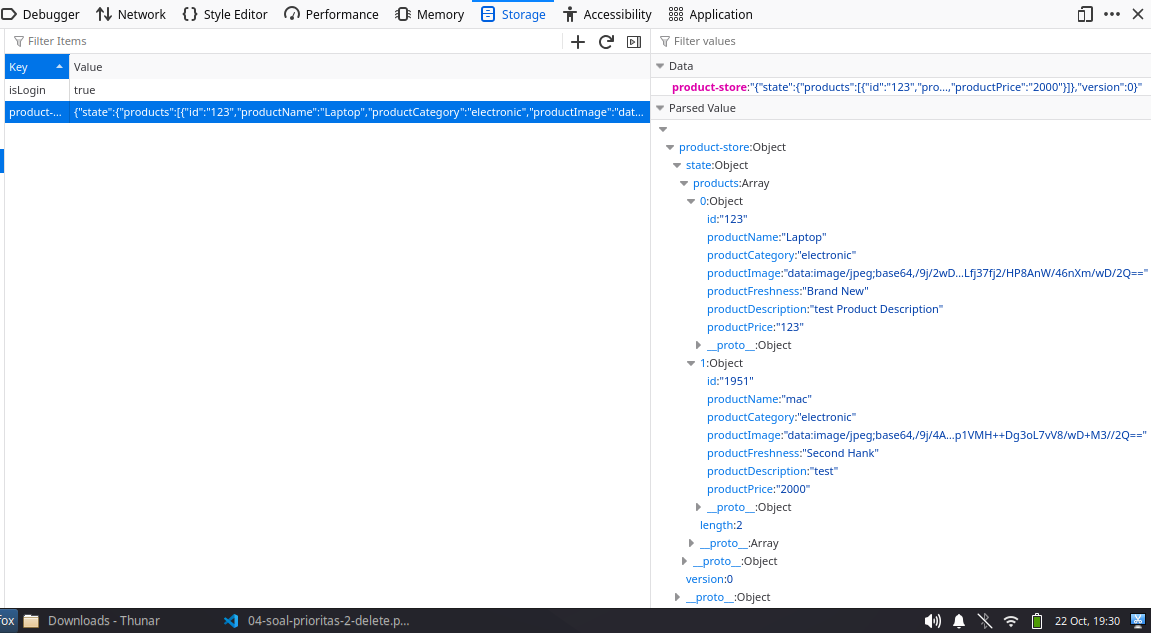 Debugger Network Style Editor Performance Memory Storage Accessibility Application
Filter Items
Filter values
Key Value
isLogin true
product-... {"state":{"products":[{"id":"123","productName":"Laptop","productCategory":"electronic","productImage":"dat...
Data
product-store:"{"state":{"products":[{"id":"123","pro...,"productPrice":"2000"}]},"version":0}"
Parsed Value
product-store:Object
state:Object
products:Array
0:Object
id:"123"
productName:"Laptop"
productCategory:"electronic"
productImage:"data:image/jpeg;base64,/9j/2wD...Lfj37fj2/HP8AnW/46nXm/wD/2Q=="
productFreshness:"Brand New"
productDescription:"test Product Description"
productPrice:"123"
__proto__:Object
1:Object
id:"1951"
productName:"mac"
productCategory:"electronic"
productImage:"data:image/jpeg;base64,/9j/4A...p1VMH++Dg3oL7vV8/wD+M3//2Q=="
productFreshness:"Second Hank"
productDescription:"test"
productPrice:"2000"
__proto__:Object
length:2
__proto__:Array
__proto__:Object
version:0
__proto__:Object
fox Downloads - Thunar 04-soal-prioritas-2-delete.p... 22 Oct, 19:30